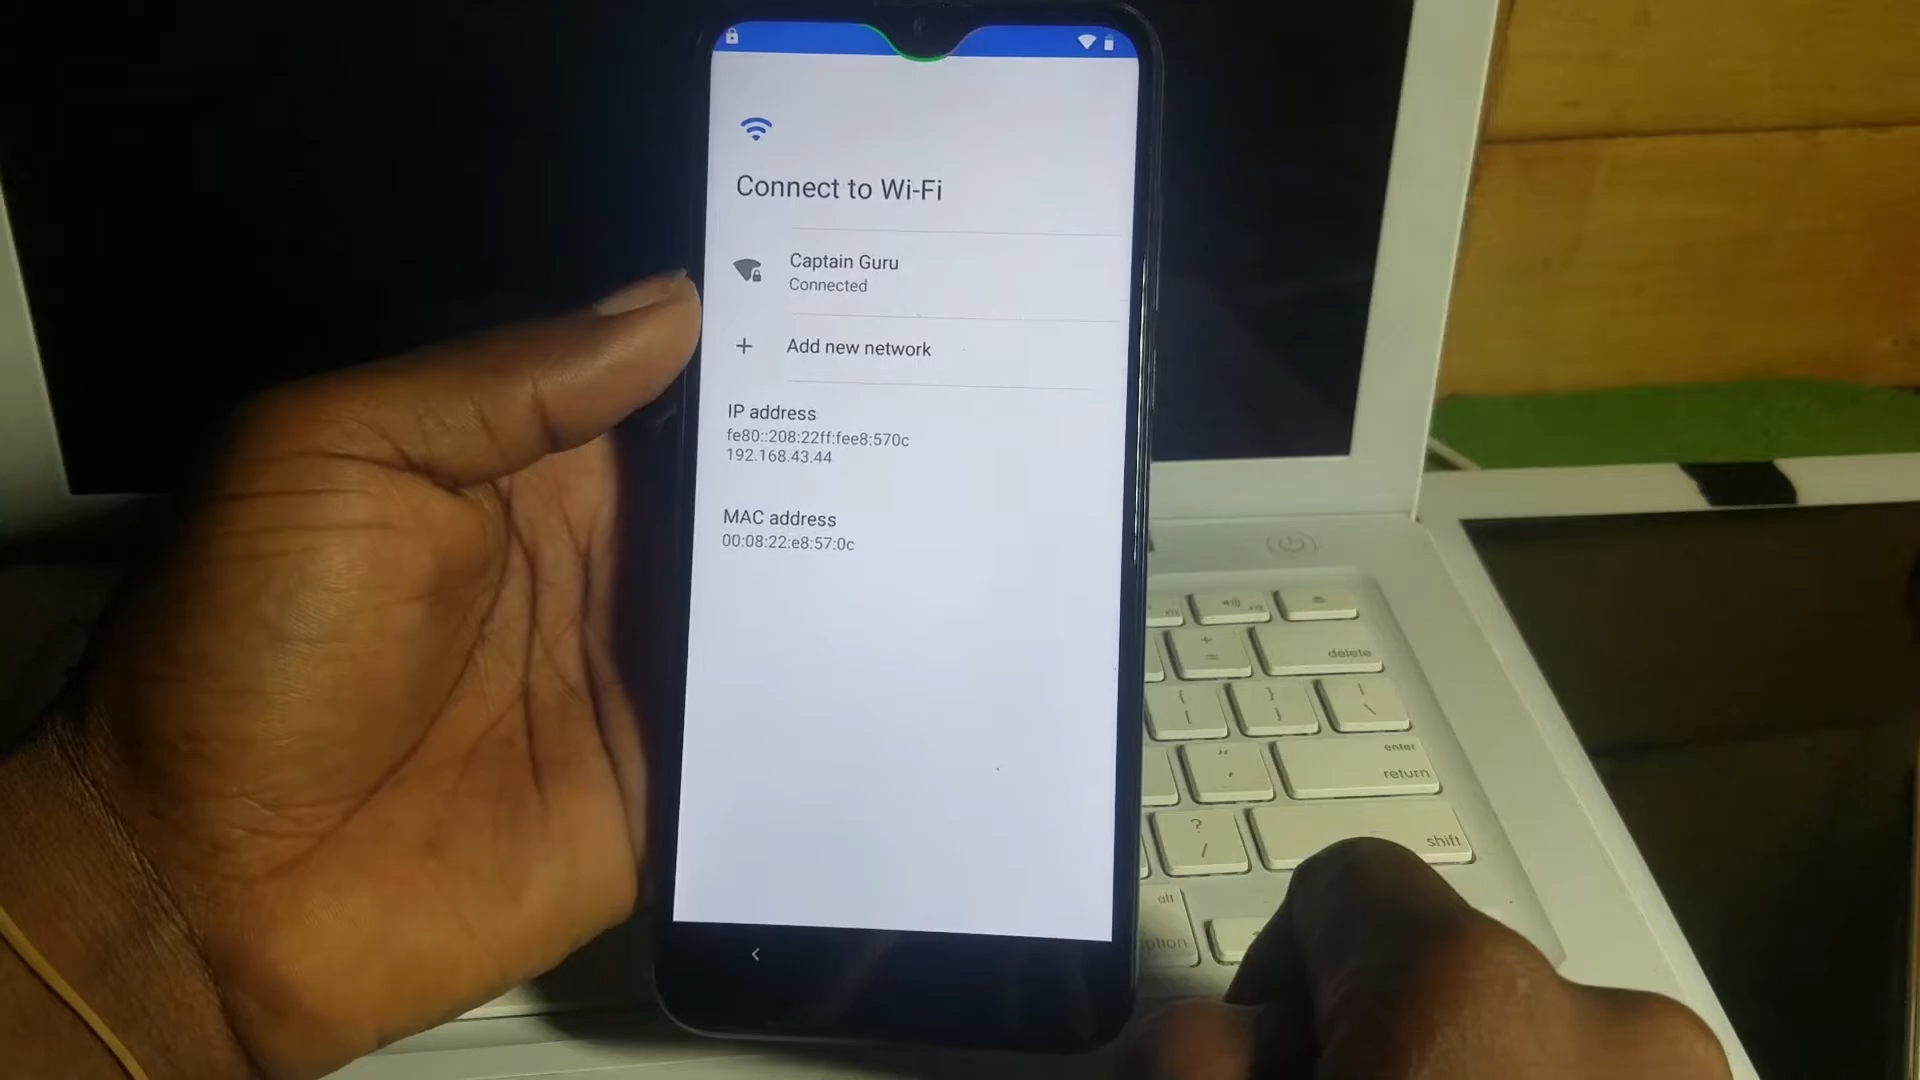 Connect to Wi-Fi
Captain Guru
Connected
+ Add new network
IP address
fe80::208:22ff:fee8:570c
192.168.43.44
MAC address
00:08:22:e8:57:0c
+
=
delete
{
[
}
]
|
\
"
'
enter
return
?
/
shift
alt
ption